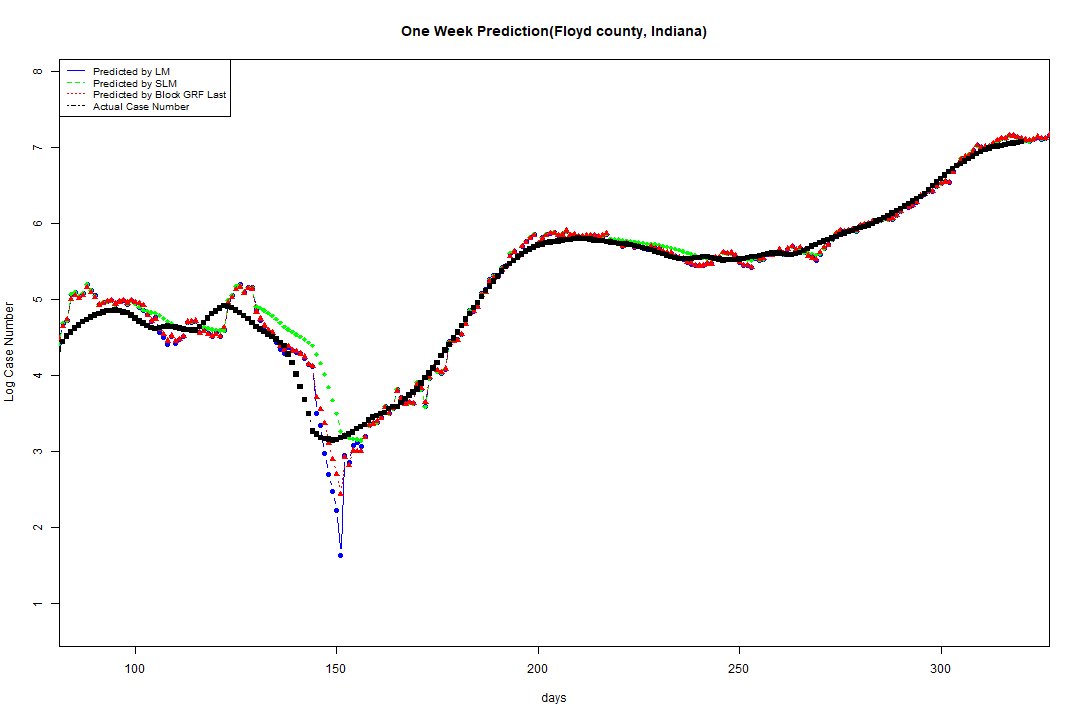 One Week Prediction(Floyd county, Indiana)
Predicted by LM
Predicted by SLM
Predicted by Block GRF Last
Actual Case Number
8
7
6
5
4
3
2
1
Log Case Number
100 150 200 250 300
days